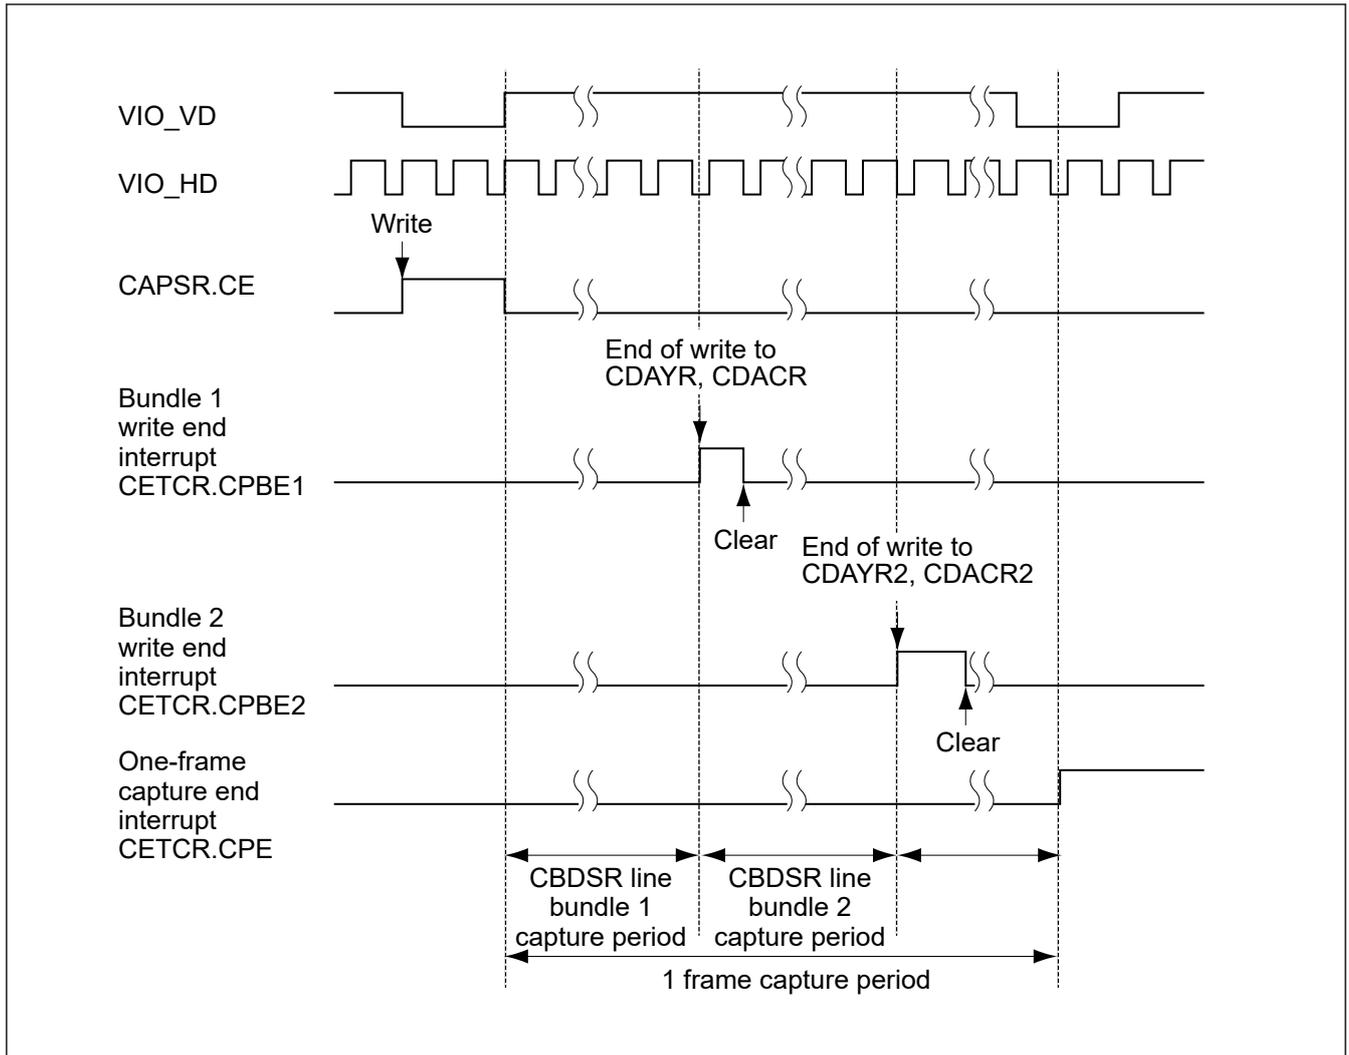 VIO_VD
VIO_HD
Write
CAPSR.CE
End of write to
CDAYR, CDACR
Bundle 1
write end
interrupt
CETCR.CPBE1
Clear
End of write to
CDAYR2, CDACR2
Bundle 2
write end
interrupt
CETCR.CPBE2
Clear
One-frame
capture end
interrupt
CETCR.CPE
CBDSR line
bundle 1
capture period
CBDSR line
bundle 2
capture period
1 frame capture period